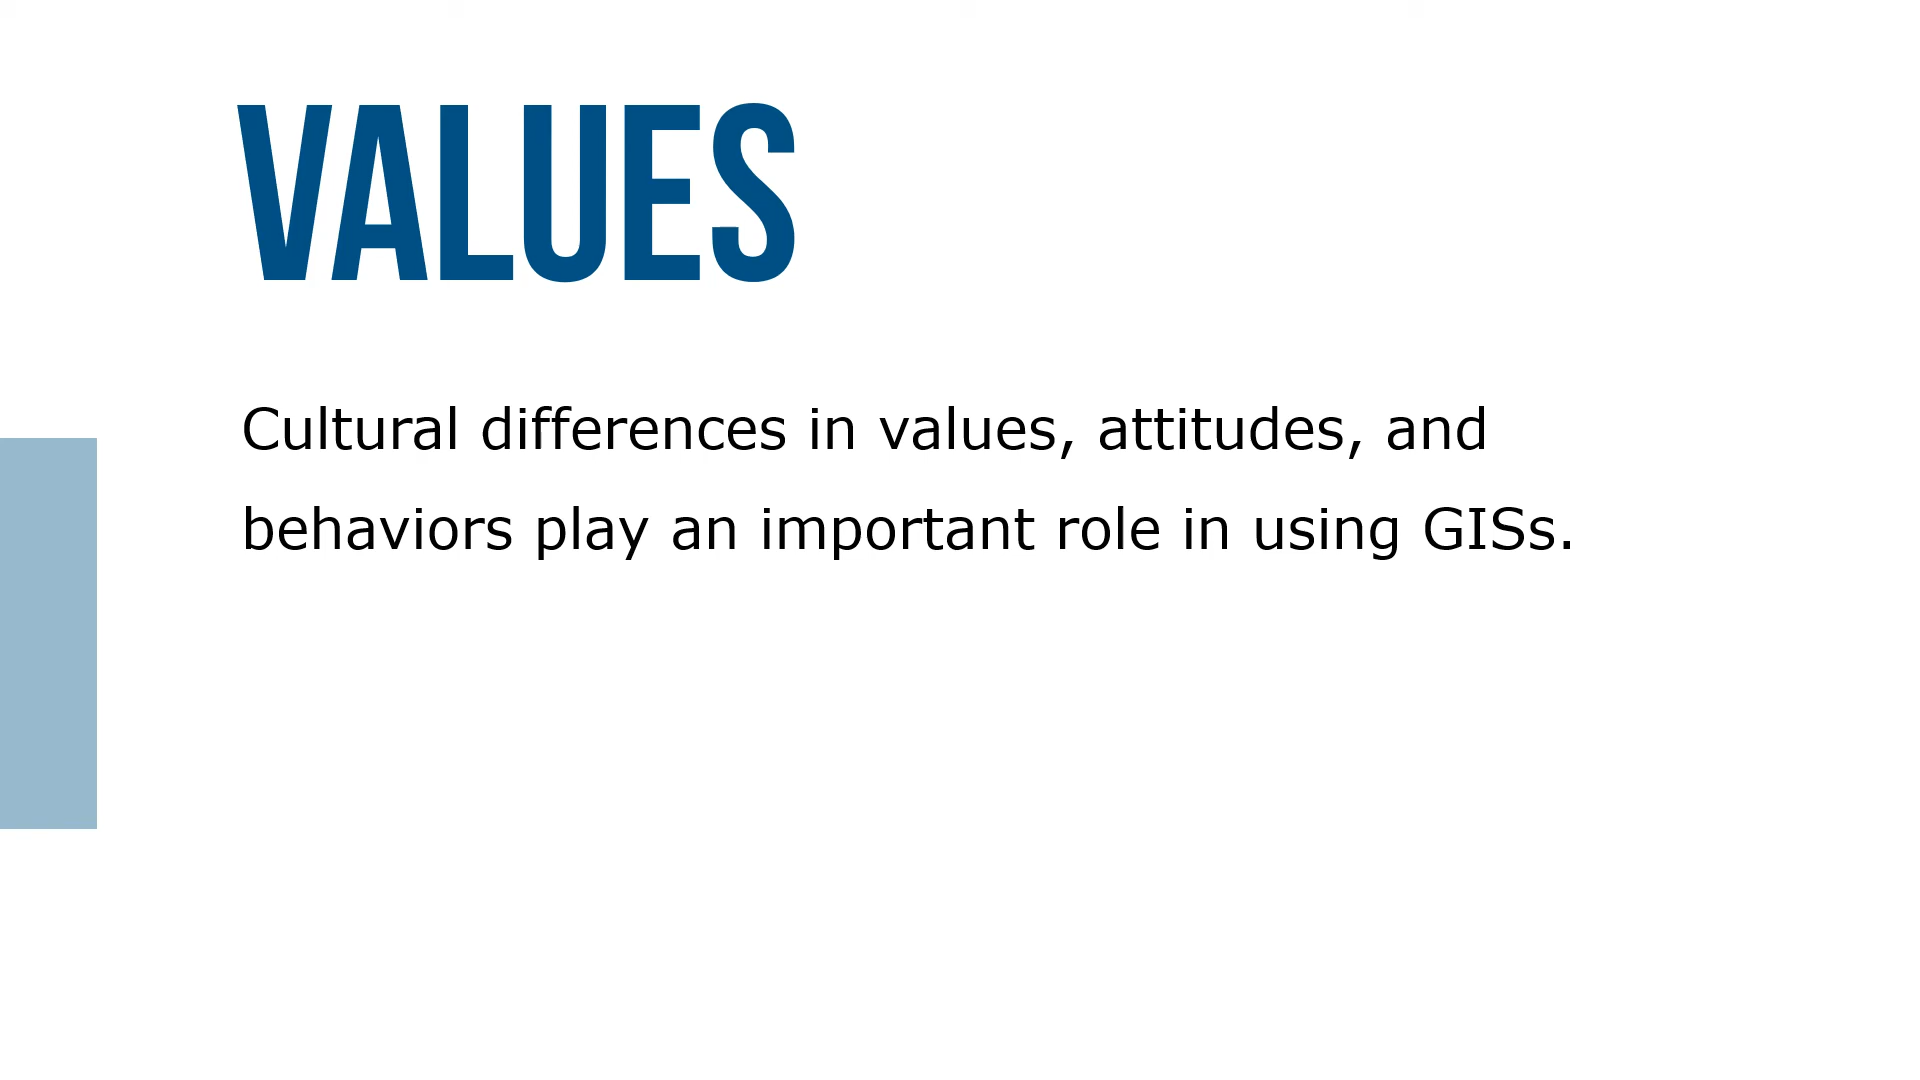 VALUES
Cultural differences in values, attitudes, and
behaviors play an important role in using GISs.